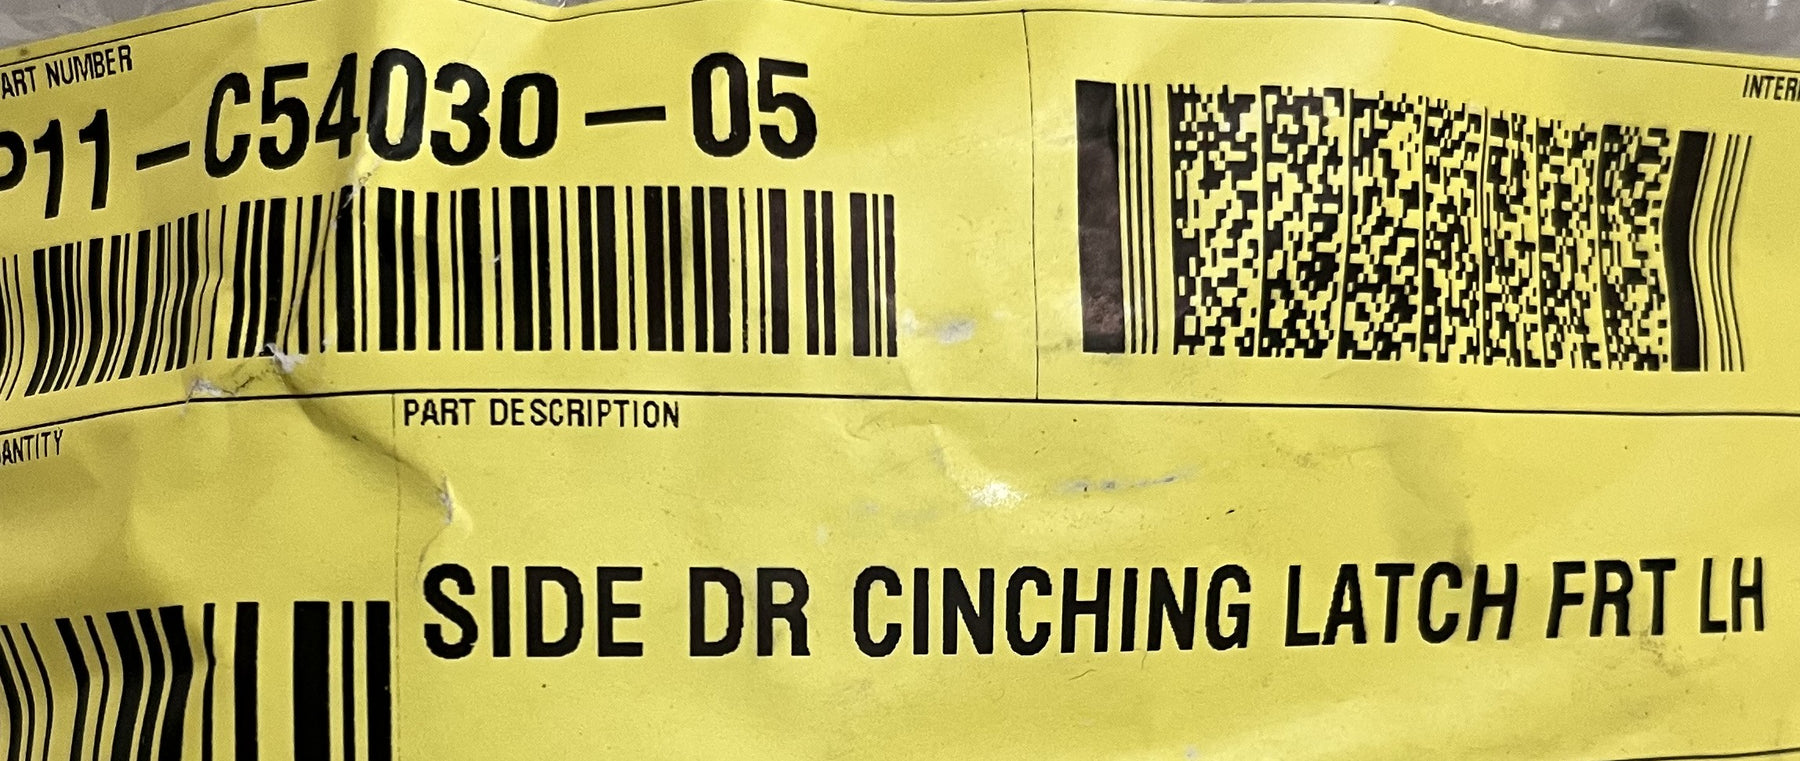 ART NUMBER
P11-C54030-05
INTER
PART DESCRIPTION
ANTITY
SIDE DR CINCHING LATCH FRT LH